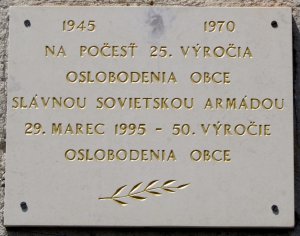 1945 1970
NA POČESŤ 25. VÝROČIA
OSLOBODENIA OBCE
SLÁVNOU SOVIETSKOU ARMÁDOU
29. MAREC 1995 - 50. VÝROČIE
OSLOBODENIA OBCE